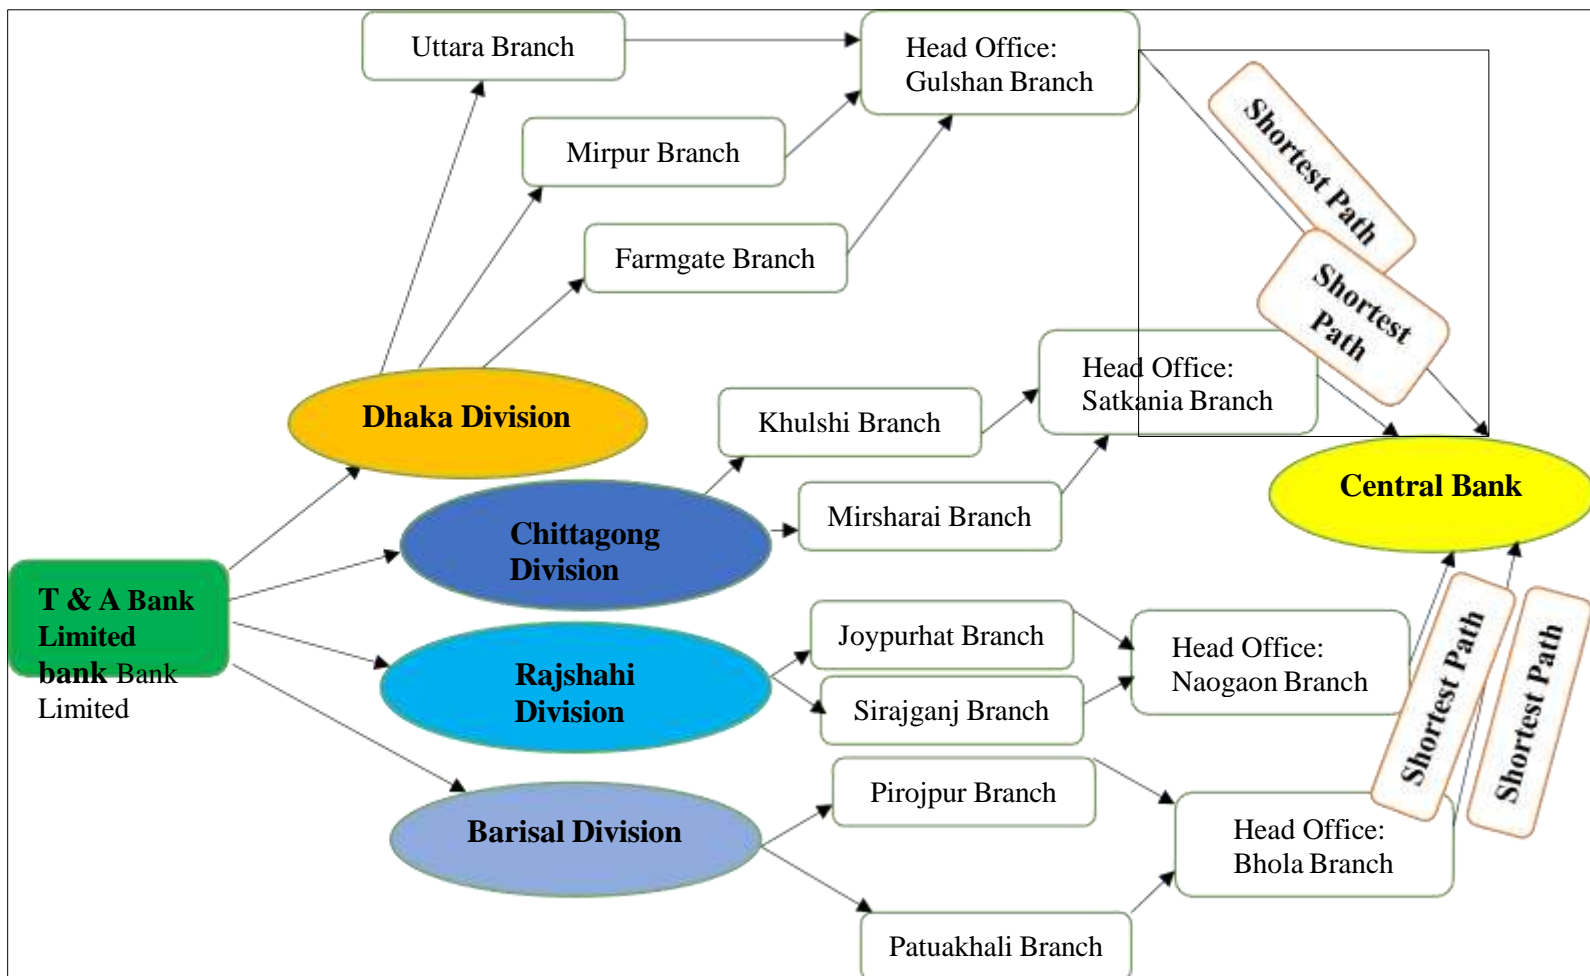 Uttara Branch
Head Office:
Gulshan Branch
Shortest Path
Mirpur Branch
Farmgate Branch
Shortest
Path
Head Office:
Satkania Branch
Dhaka Division
Khulshi Branch
Central Bank
Chittagong
Division
Mirsharai Branch
T & A Bank
Limited
bank Bank
Limited
Joypurhat Branch
Head Office:
Naogaon Branch
Rajshahi
Division
Sirajganj Branch
Shortest Path
Shortest Path
Pirojpur Branch
Barisal Division
Head Office:
Bhola Branch
Patuakhali Branch